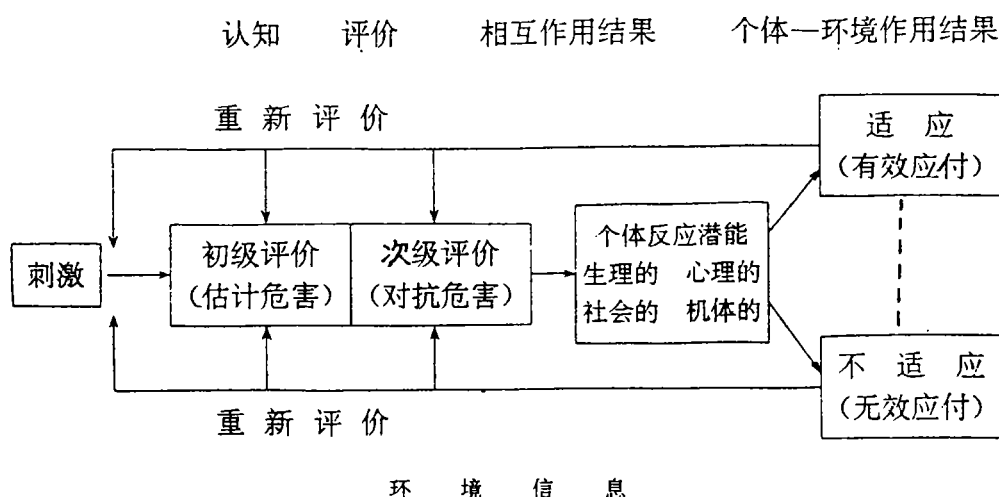 认知 评价 相互作用结果 个体—环境作用结果
重新评价
适应
(有效应付)
刺激
初级评价
(估计危害)
次级评价
(对抗危害)
个体反应潜能
生理的 心理的
社会的 机体的
不适应
(无效应付)
重新评价
环境信息